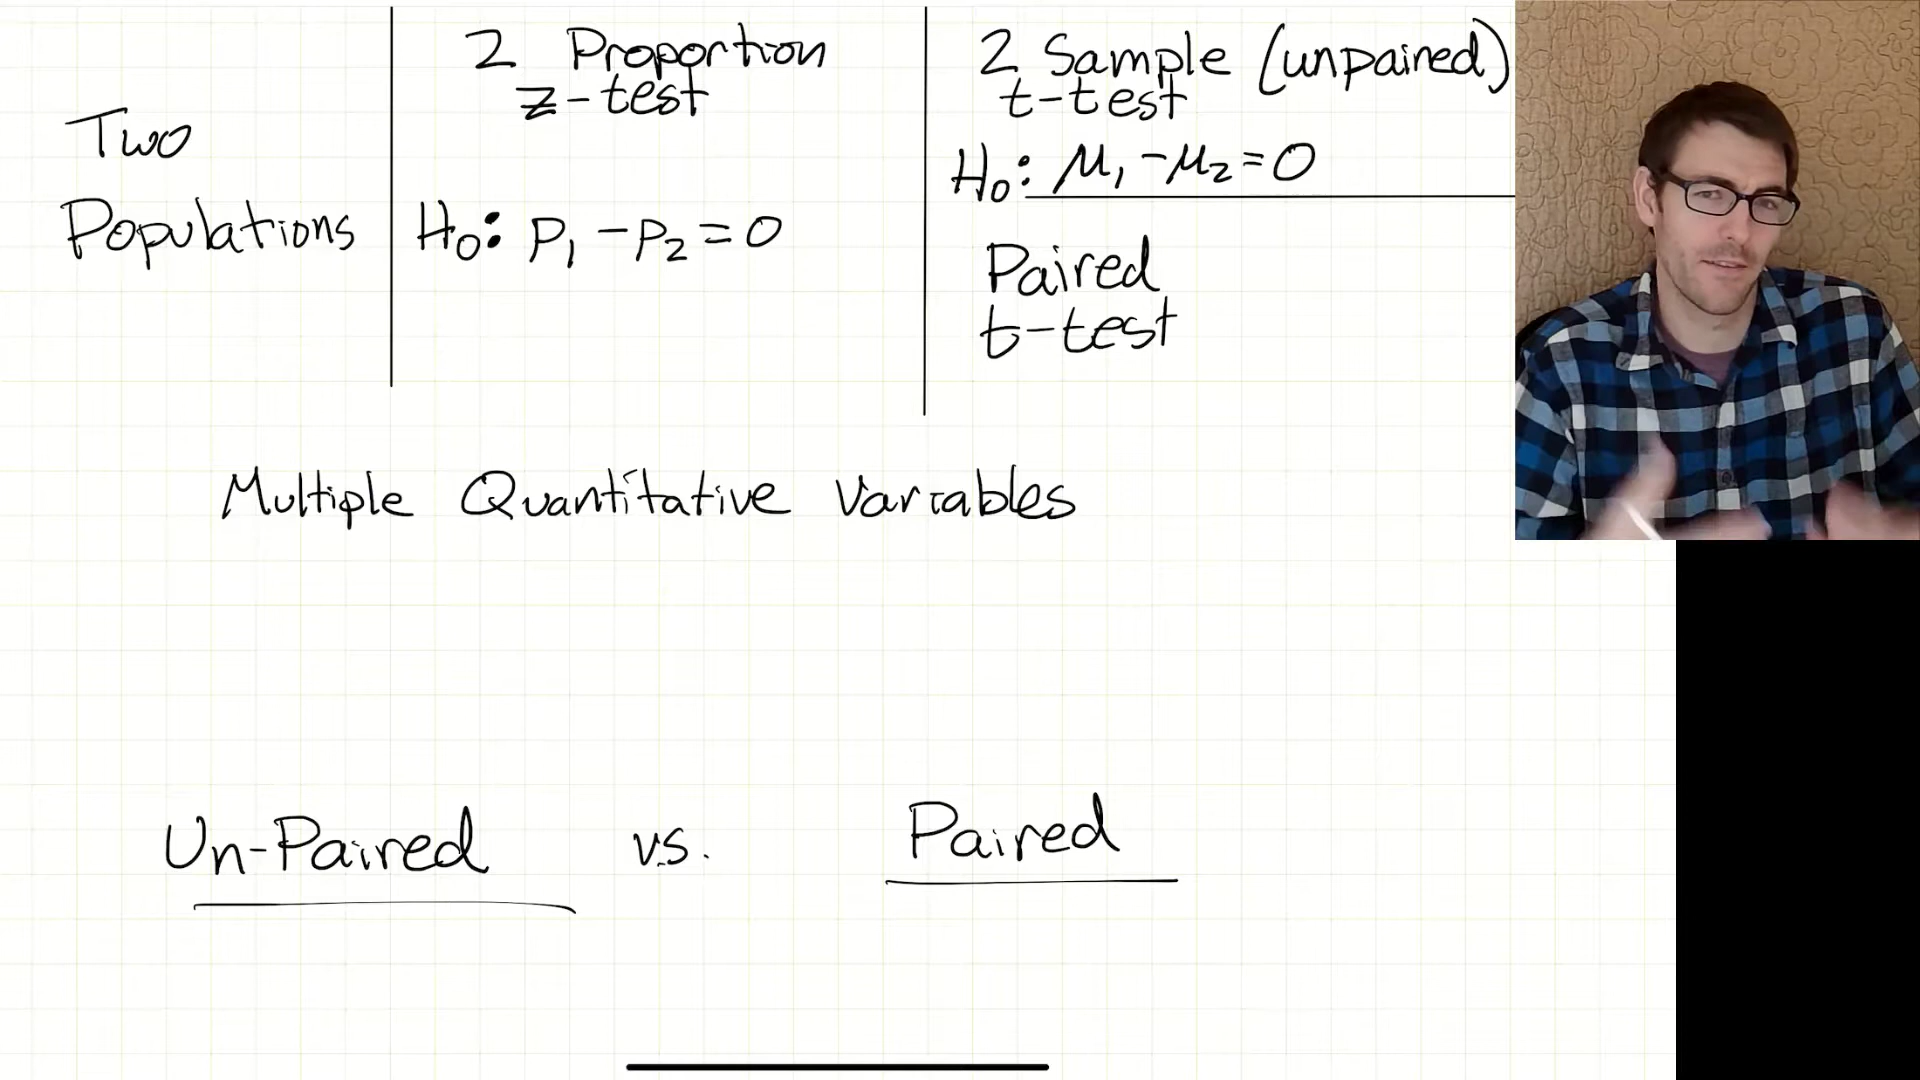 Two
Populations
2 Proportion
z-test
H₀: p₁ - p₂ = 0
2 Sample (unpaired)
t-test
H₀: μ₁ - μ₂ = 0
Paired
t-test
Multiple Quantitative Variables
Un-Paired v.s. Paired